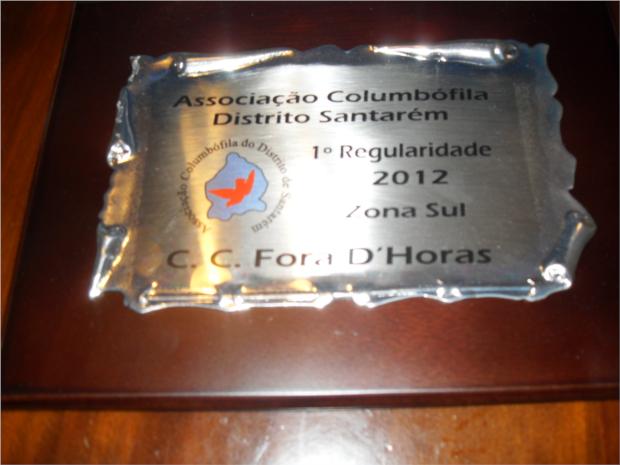 Associação Columbófila
Distrito Santarém
Associação Columbófila do Distrito de Santarém
1º Regularidade
2012
Zona Sul
C. C. Fora D'Horas